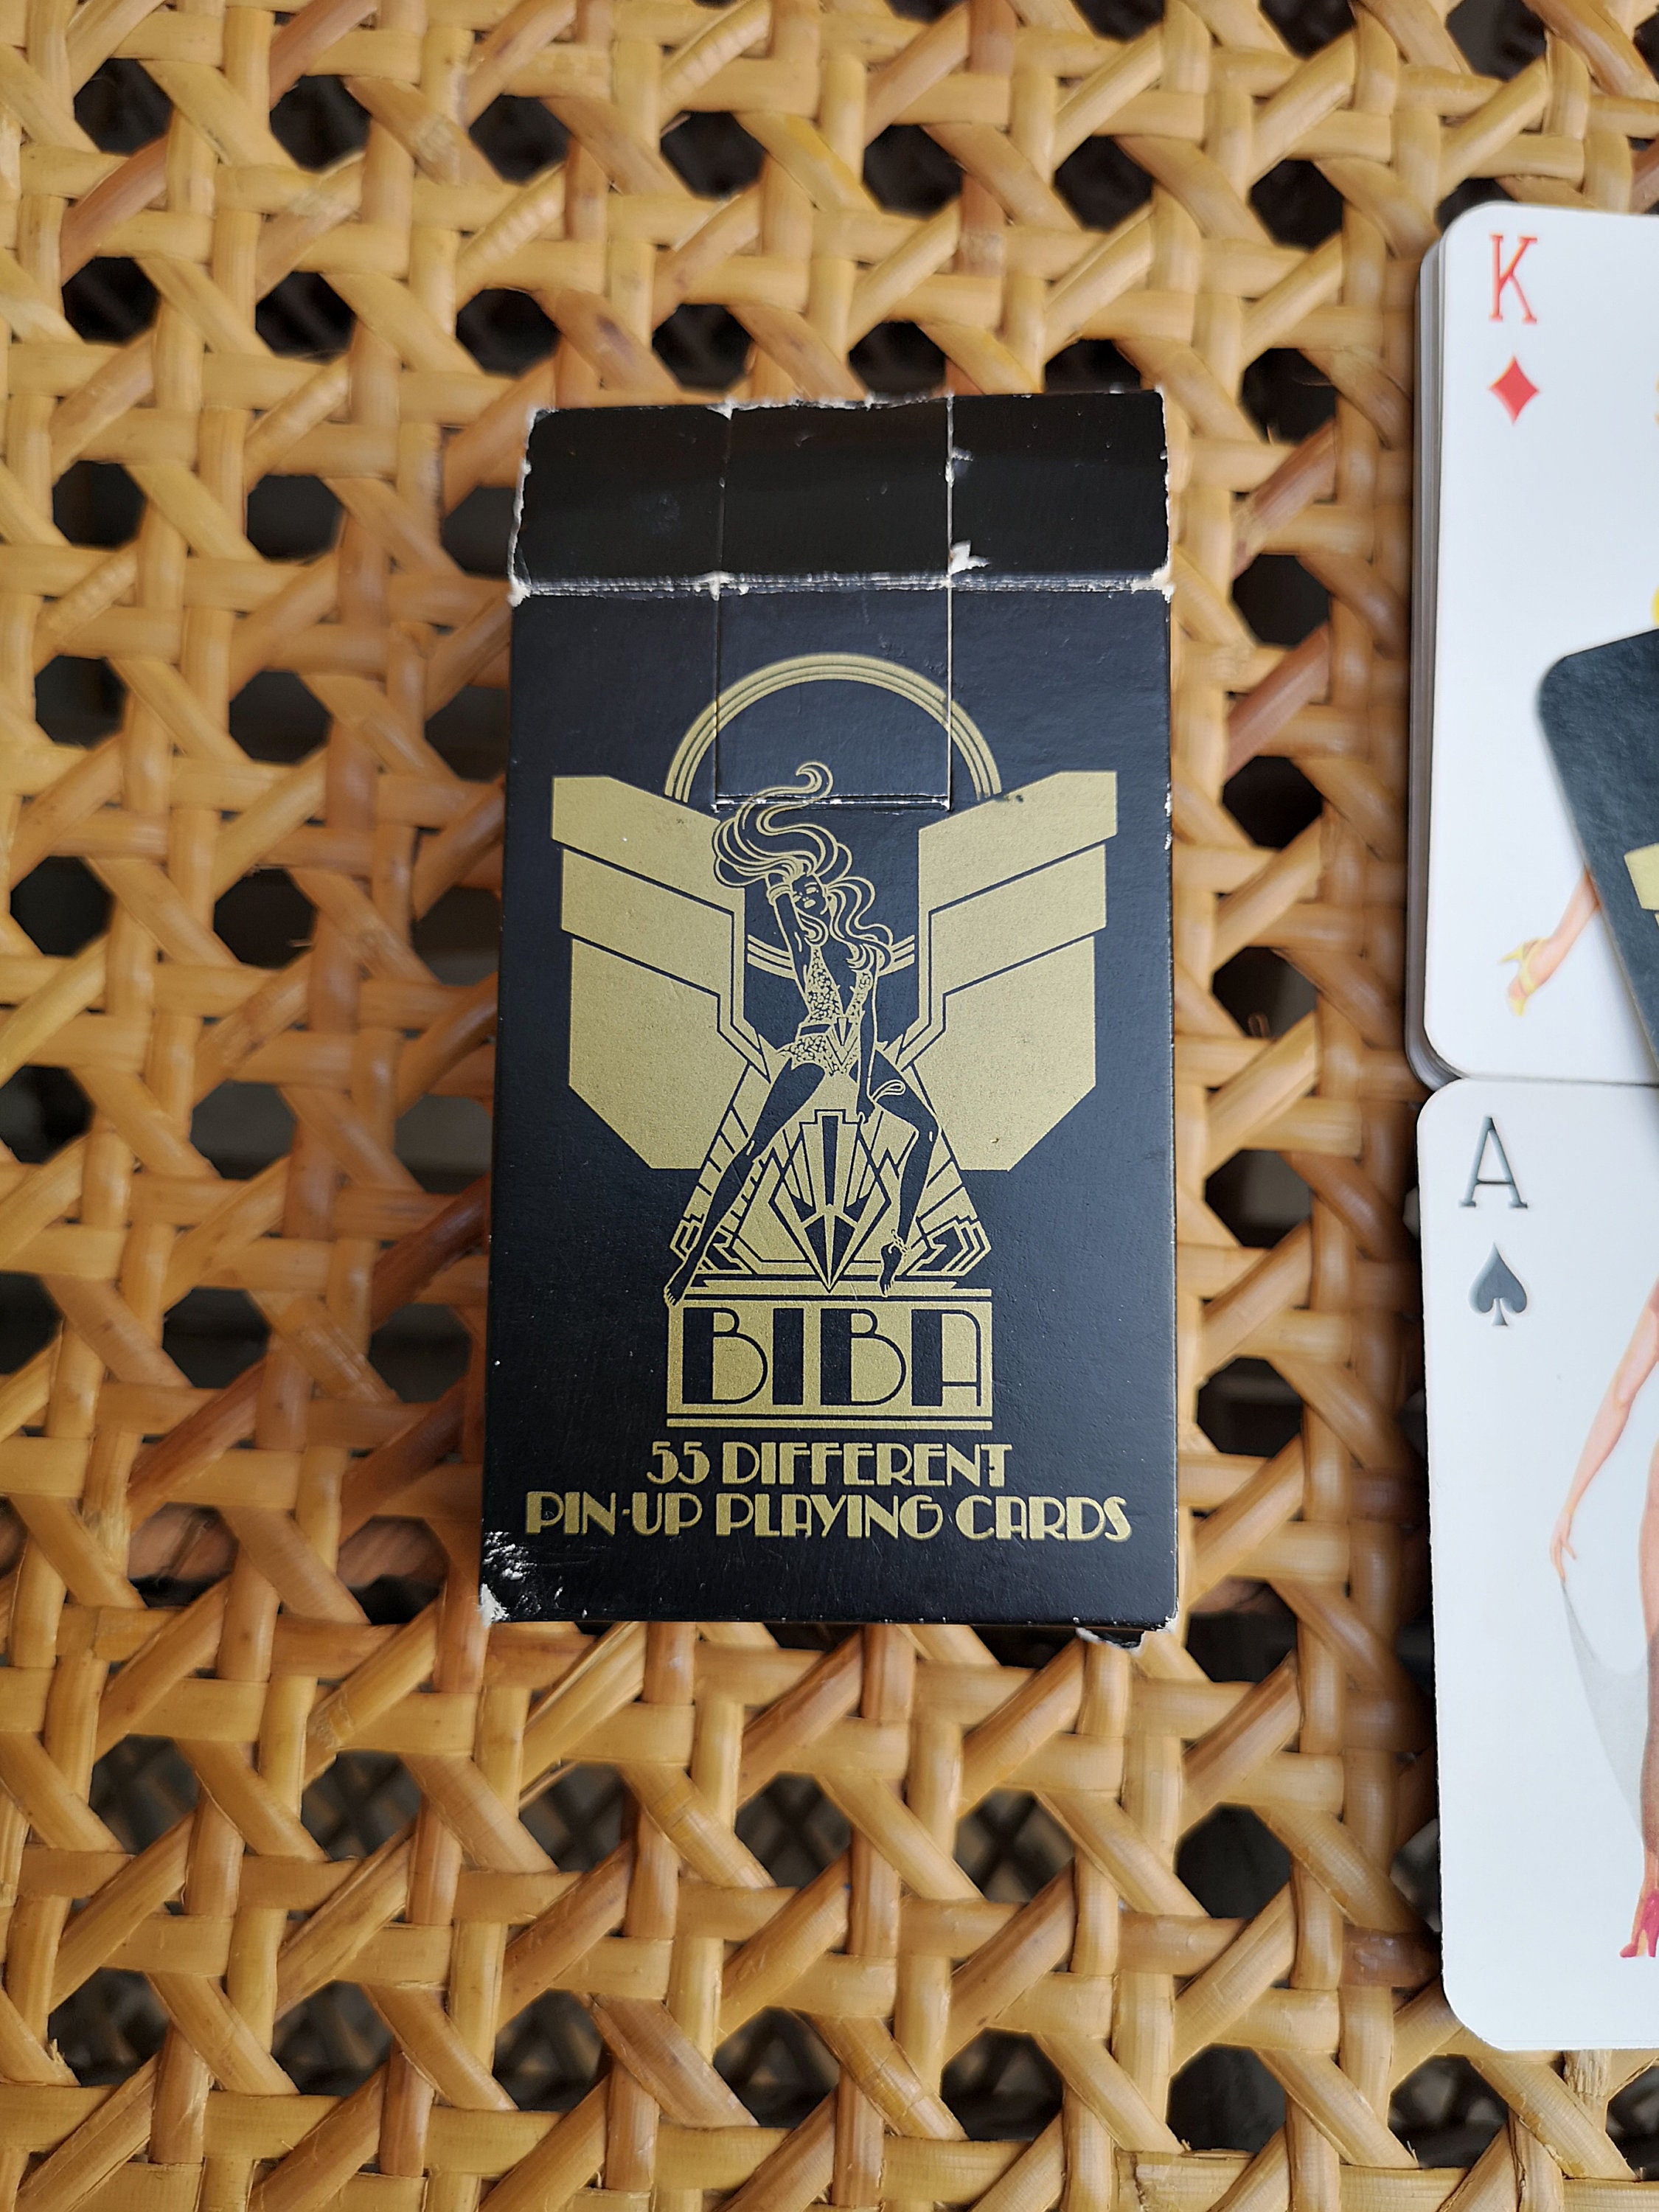 BIBA
55 DIFFERENT
PIN-UP PLAYING CARDS
K
A